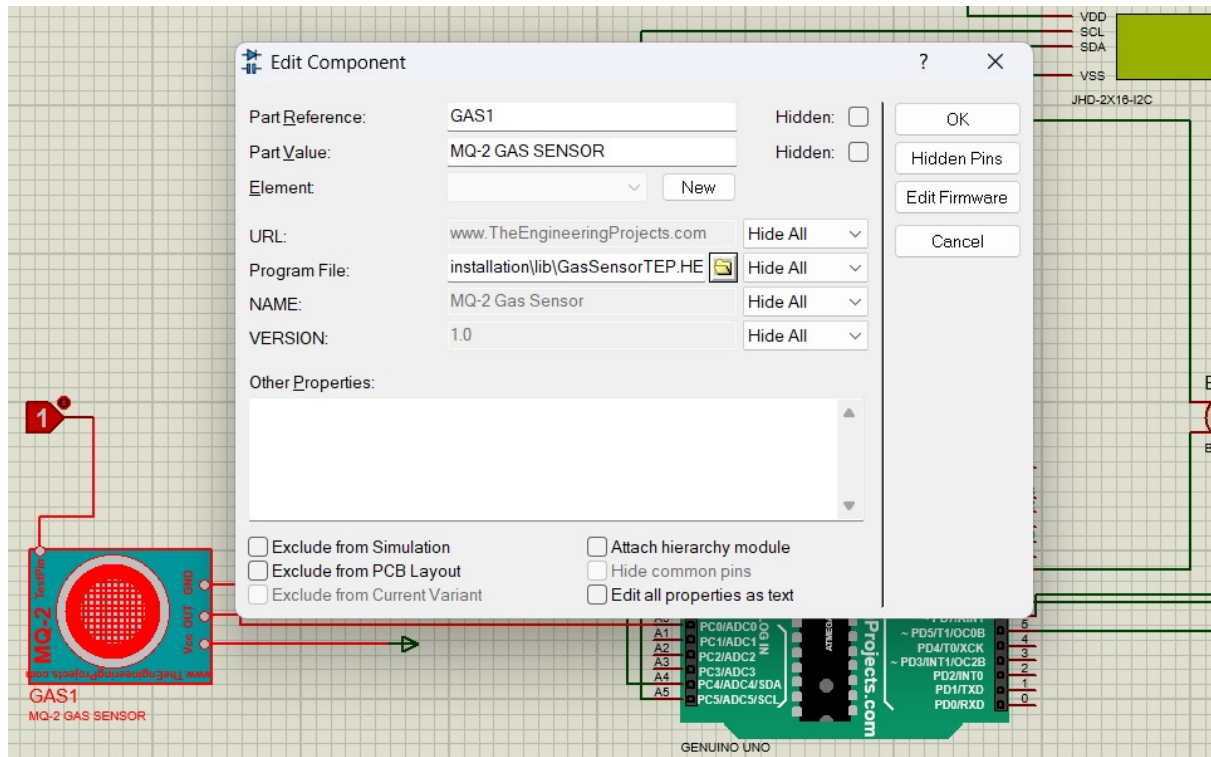 VDD
SCL
SDA
VSS
JHD-2X16-I2C
Edit Component
?
Part Reference:
GAS1
Hidden:
OK
Part Value:
MQ-2 GAS SENSOR
Hidden:
Hidden Pins
Element:
New
Edit Firmware
URL:
www.TheEngineeringProjects.com
Hide All
Cancel
Program File:
installation\lib\GasSensorTEP.HE
Hide All
NAME:
MQ-2 Gas Sensor
Hide All
VERSION:
1.0
Hide All
Other Properties:
Exclude from Simulation
Attach hierarchy module
Exclude from PCB Layout
Hide common pins
Exclude from Current Variant
Edit all properties as text
1
TestPin
GND
MQ-2
OUT
Vcc
www.TheEngineeringProjects.com
GAS1
MQ-2 GAS SENSOR
A1
A2
A3
A4
A5
PC0/ADC0
PC1/ADC1
PC2/ADC2
PC3/ADC3
PC4/ADC4/SDA
PC5/ADC5/SCL
LOG IN
ATMEGA
Projects.com
~ PD5/T1/OC0B
PD4/T0/XCK
~ PD3/INT1/OC2B
PD2/INT0
PD1/TXD
PD0/RXD
5
4
3
2
1
0
GENUINO UNO